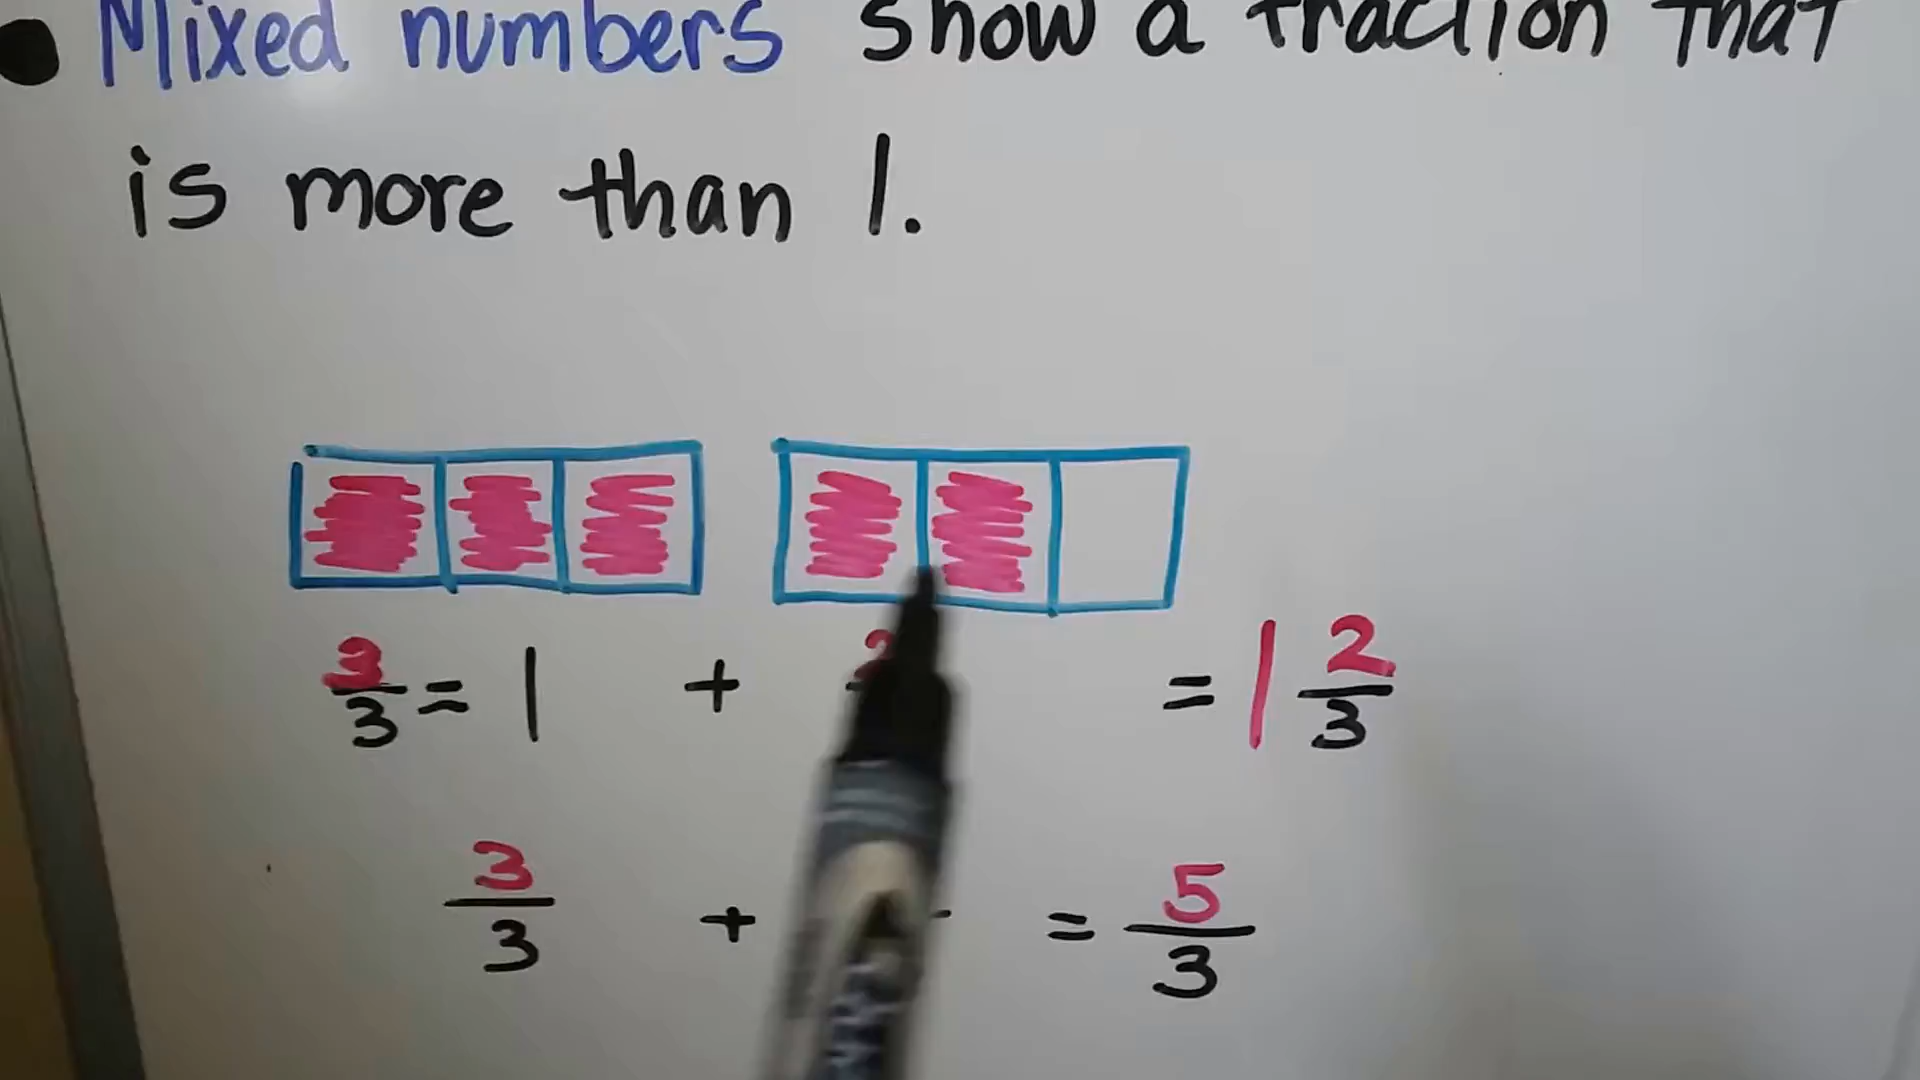 • Mixed numbers show a fraction that
is more than 1.
3/3 = 1 + = 1 2/3
3/3 + = 5/3